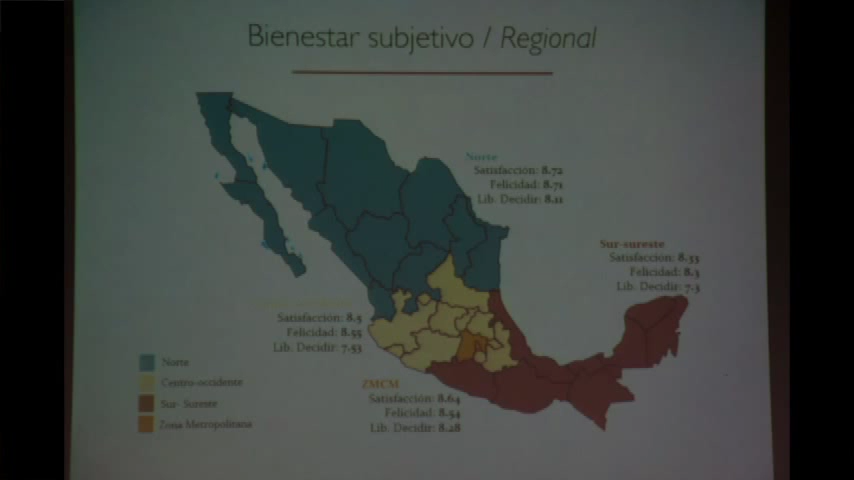 Bienestar subjetivo / Regional
Norte
Satisfacción: 8.72
Felicidad: 8.71
Lib. Decidir: 8.11
Sur-sureste
Satisfacción: 8.33
Felicidad: 8.3
Lib. Decidir: 7.3
Satisfacción: 8.5
Felicidad: 8.55
Lib. Decidir: 7.53
ZMCM
Satisfacción: 8.64
Felicidad: 8.54
Lib. Decidir: 8.28
Norte
Centro-occidente
Sur- Sureste
Zona Metropolitana